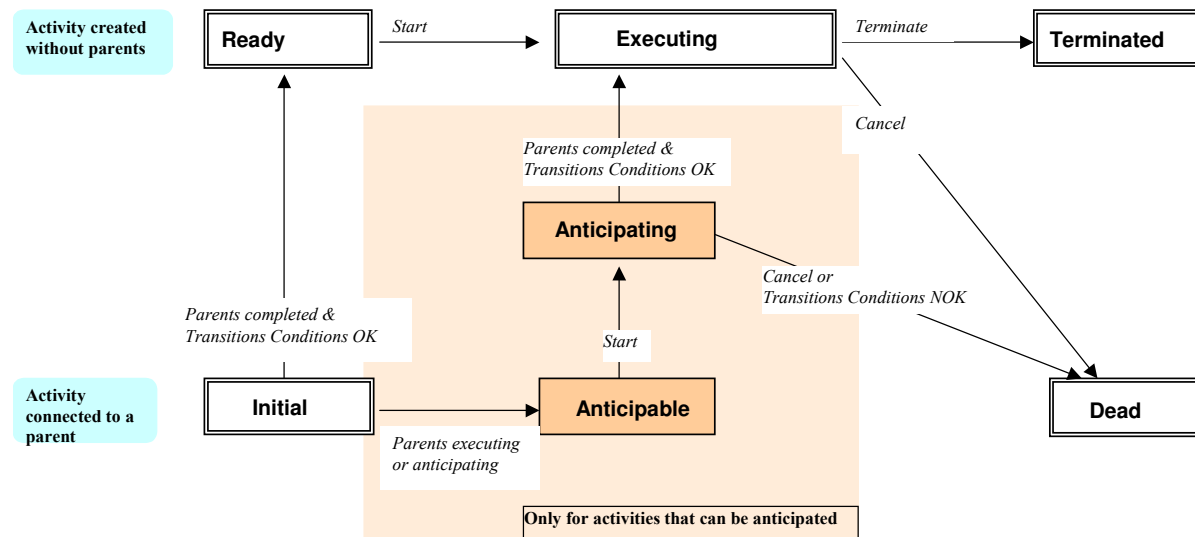 Activity created
without parents
Ready
Start
Executing
Terminate
Terminated
Cancel
Parents completed &
Transitions Conditions OK
Anticipating
Cancel or
Transitions Conditions NOK
Parents completed &
Transitions Conditions OK
Start
Activity
connected to a
parent
Initial
Anticipable
Dead
Parents executing
or anticipating
Only for activities that can be anticipated